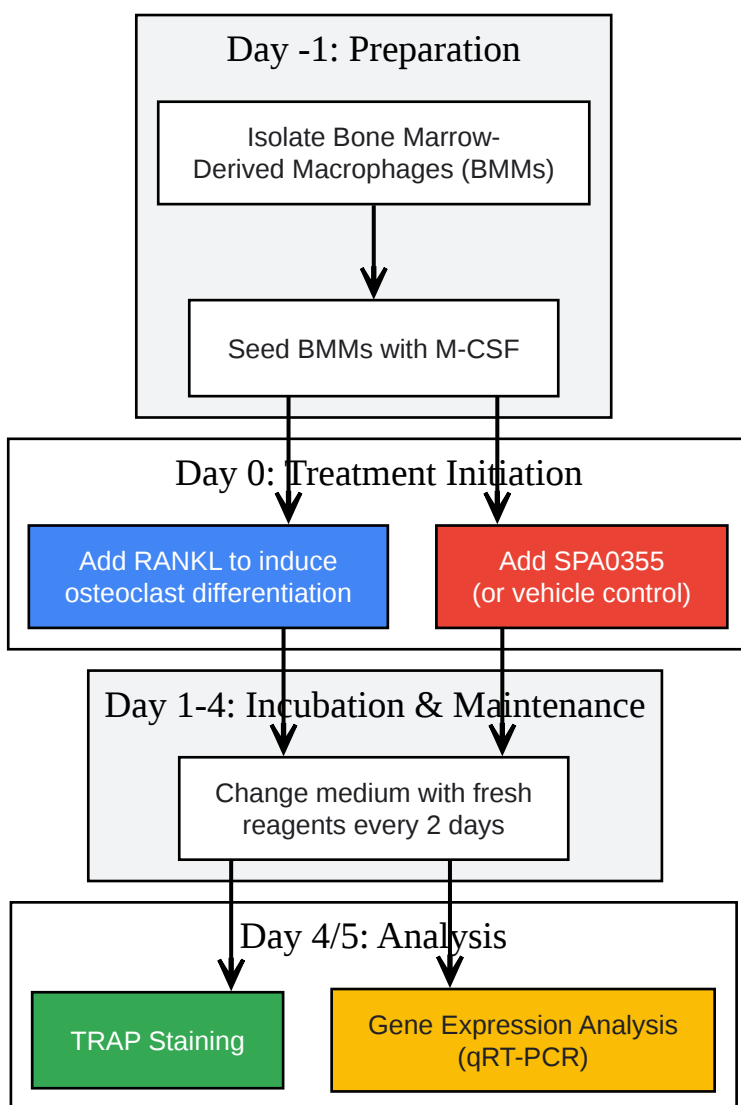 Day -1: Preparation
Isolate Bone Marrow-
Derived Macrophages (BMMs)
Seed BMMs with M-CSF
Day 0: Treatment Initiation
Add RANKL to induce
osteoclast differentiation
Add SPA0355
(or vehicle control)
Day 1-4: Incubation & Maintenance
Change medium with fresh
reagents every 2 days
Day 4/5: Analysis
TRAP Staining
Gene Expression Analysis
(qRT-PCR)